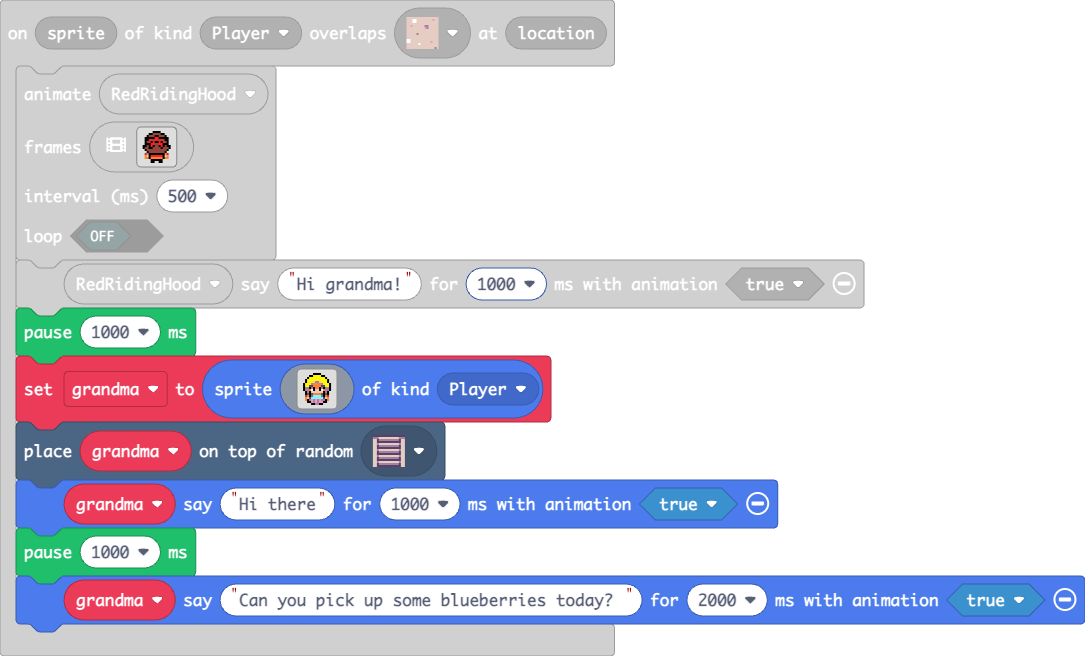 on sprite of kind Player overlaps at location
animate RedRidingHood
frames
interval (ms) 500
loop OFF
RedRidingHood say "Hi grandma!" for 1000 ms with animation true
pause 1000 ms
set grandma to sprite of kind Player
place grandma on top of random
grandma say "Hi there" for 1000 ms with animation true
pause 1000 ms
grandma say "Can you pick up some blueberries today? " for 2000 ms with animation true